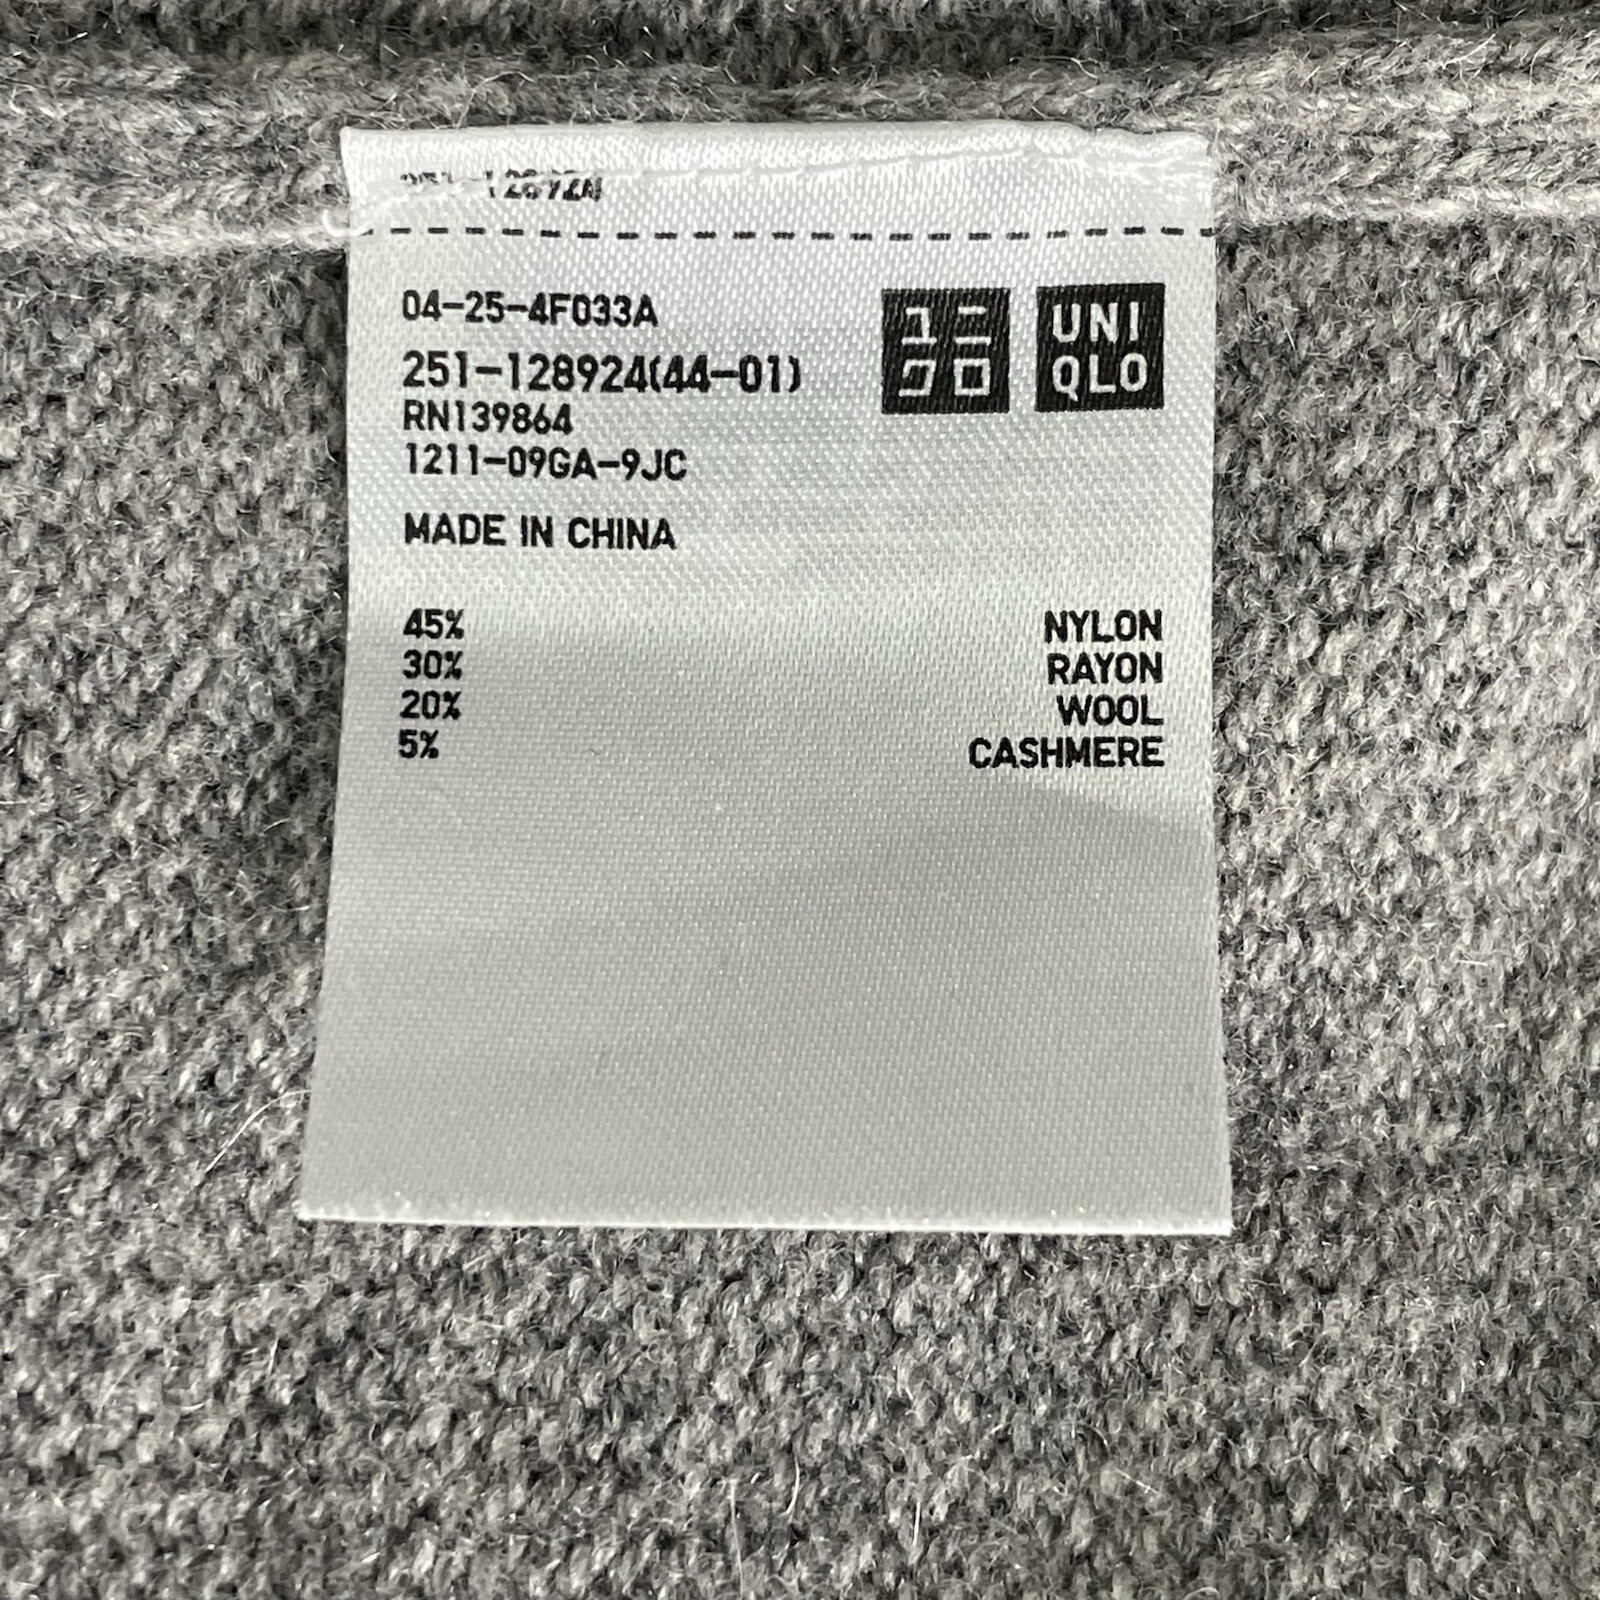 04-25-4F033A
ユニ
クロ
UNI
QLO
251-128924(44-01)
RN139864
1211-09GA-9JC
MADE IN CHINA
45% NYLON
30% RAYON
20% WOOL
5% CASHMERE